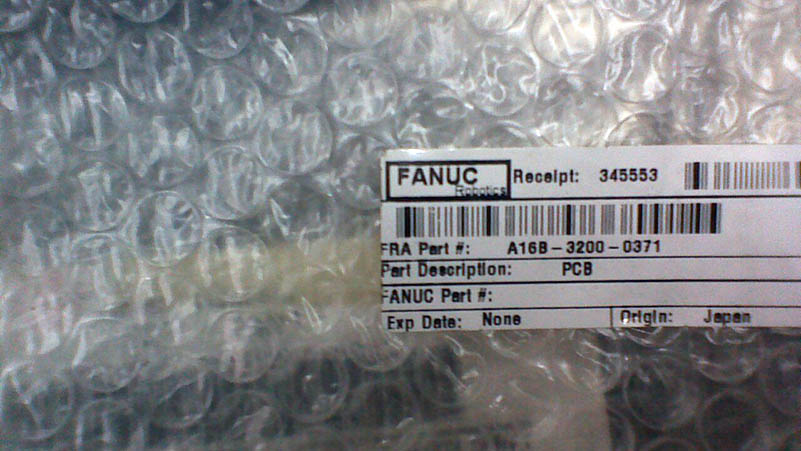 FANUC Robotics Receipt: 345553
FRA Part #: A16B-3200-0371
Part Description: PCB
FANUC Part #:
Exp Date: None Origin: Japan